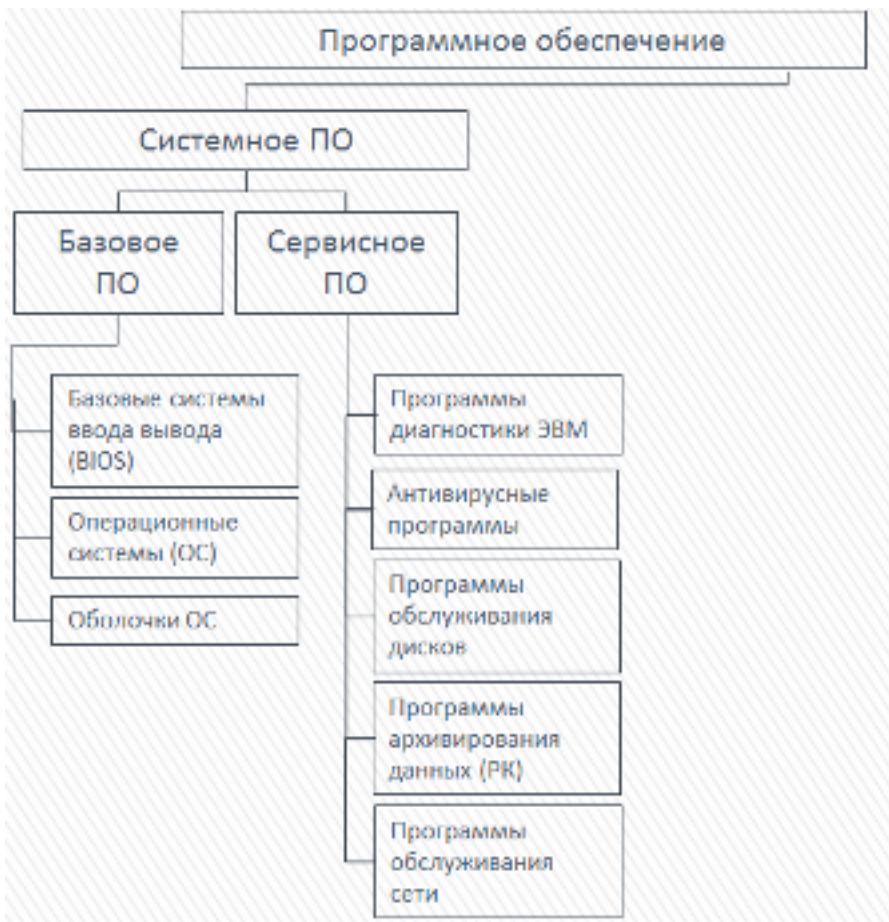 Программное обеспечение
Системное ПО
Базовое
ПО
Сервисное
ПО
Базовые системы
ввода вывода
(BIOS)
Операционные
системы (ОС)
Оболочки ОС
Программы
диагностики ЭВМ
Антивирусные
программы
Программы
обслуживания
дисков
Программы
архивирования
данных (РК)
Программы
обслуживания
сети